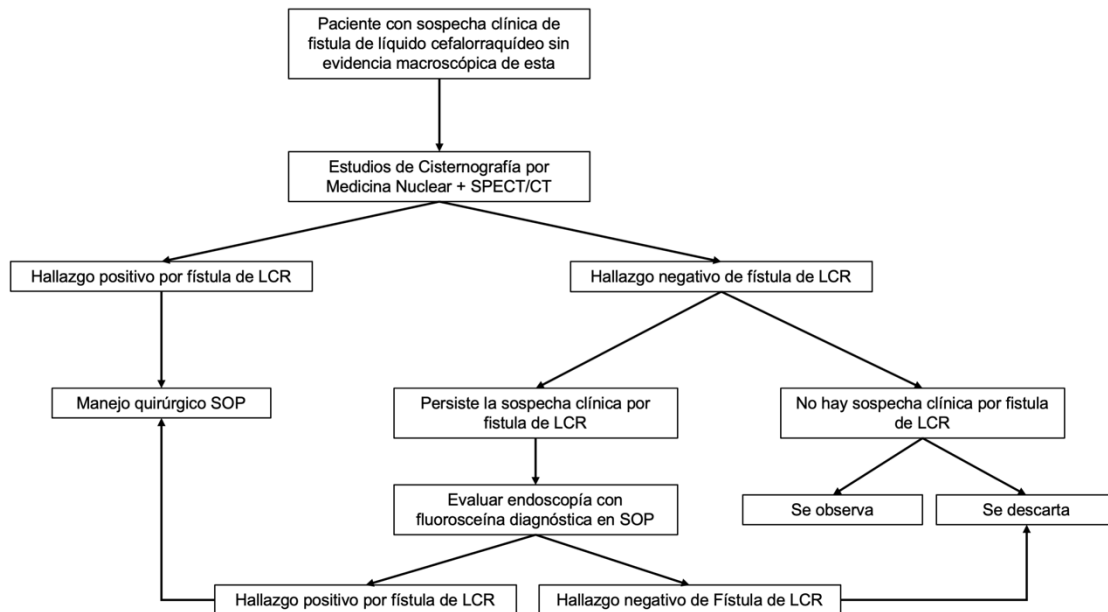 Paciente con sospecha clínica de
fistula de líquido cefalorraquídeo sin
evidencia macroscópica de esta
Estudios de Cisternografía por
Medicina Nuclear + SPECT/CT
Hallazgo positivo por fístula de LCR
Hallazgo negativo de fístula de LCR
Manejo quirúrgico SOP
Persiste la sospecha clínica por
fistula de LCR
No hay sospecha clínica por fistula
de LCR
Evaluar endoscopía con
fluorosceína diagnóstica en SOP
Se observa
Se descarta
Hallazgo positivo por fístula de LCR
Hallazgo negativo de Fístula de LCR